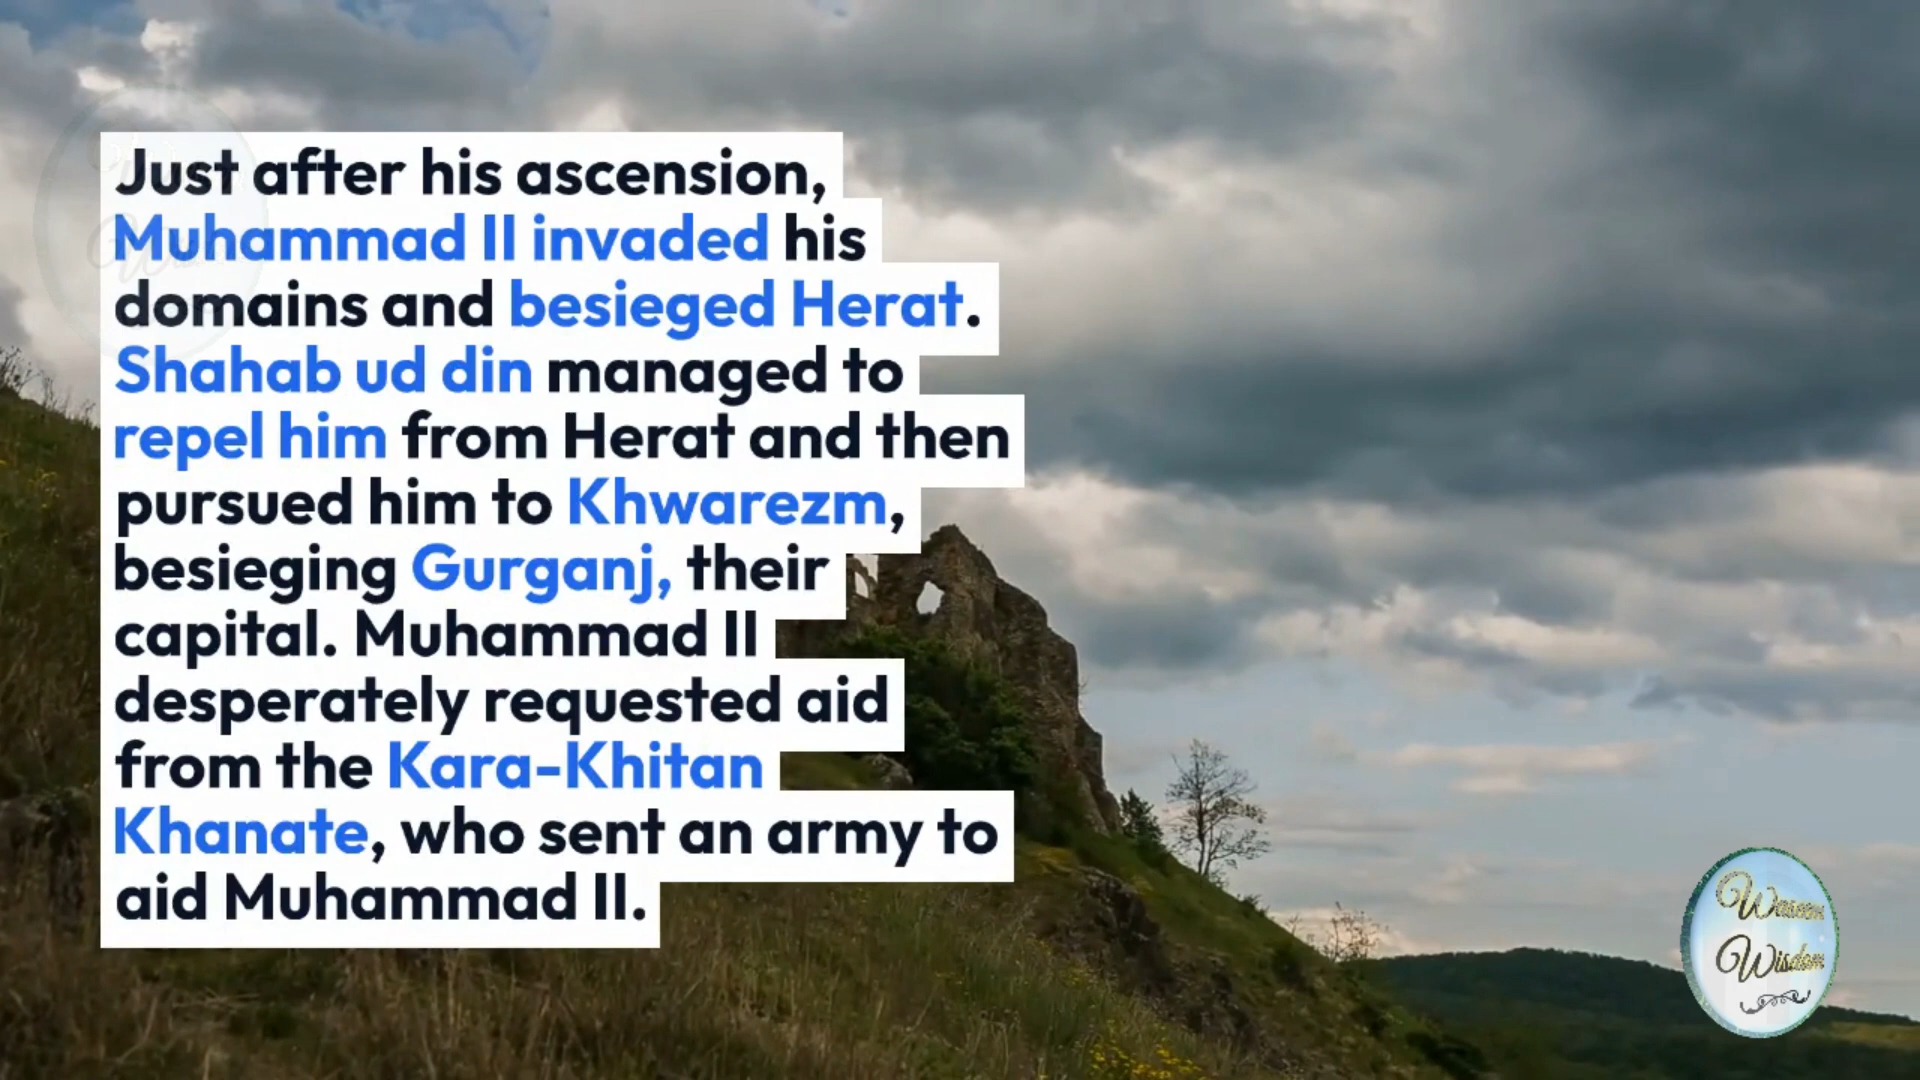 Just after his ascension,
Muhammad II invaded his
domains and besieged Herat.
Shahab ud din managed to
repel him from Herat and then
pursued him to Khwarezm,
besieging Gurganj, their
capital. Muhammad II
desperately requested aid
from the Kara-Khitan
Khanate, who sent an army to
aid Muhammad II.
Waseem
Wisdom